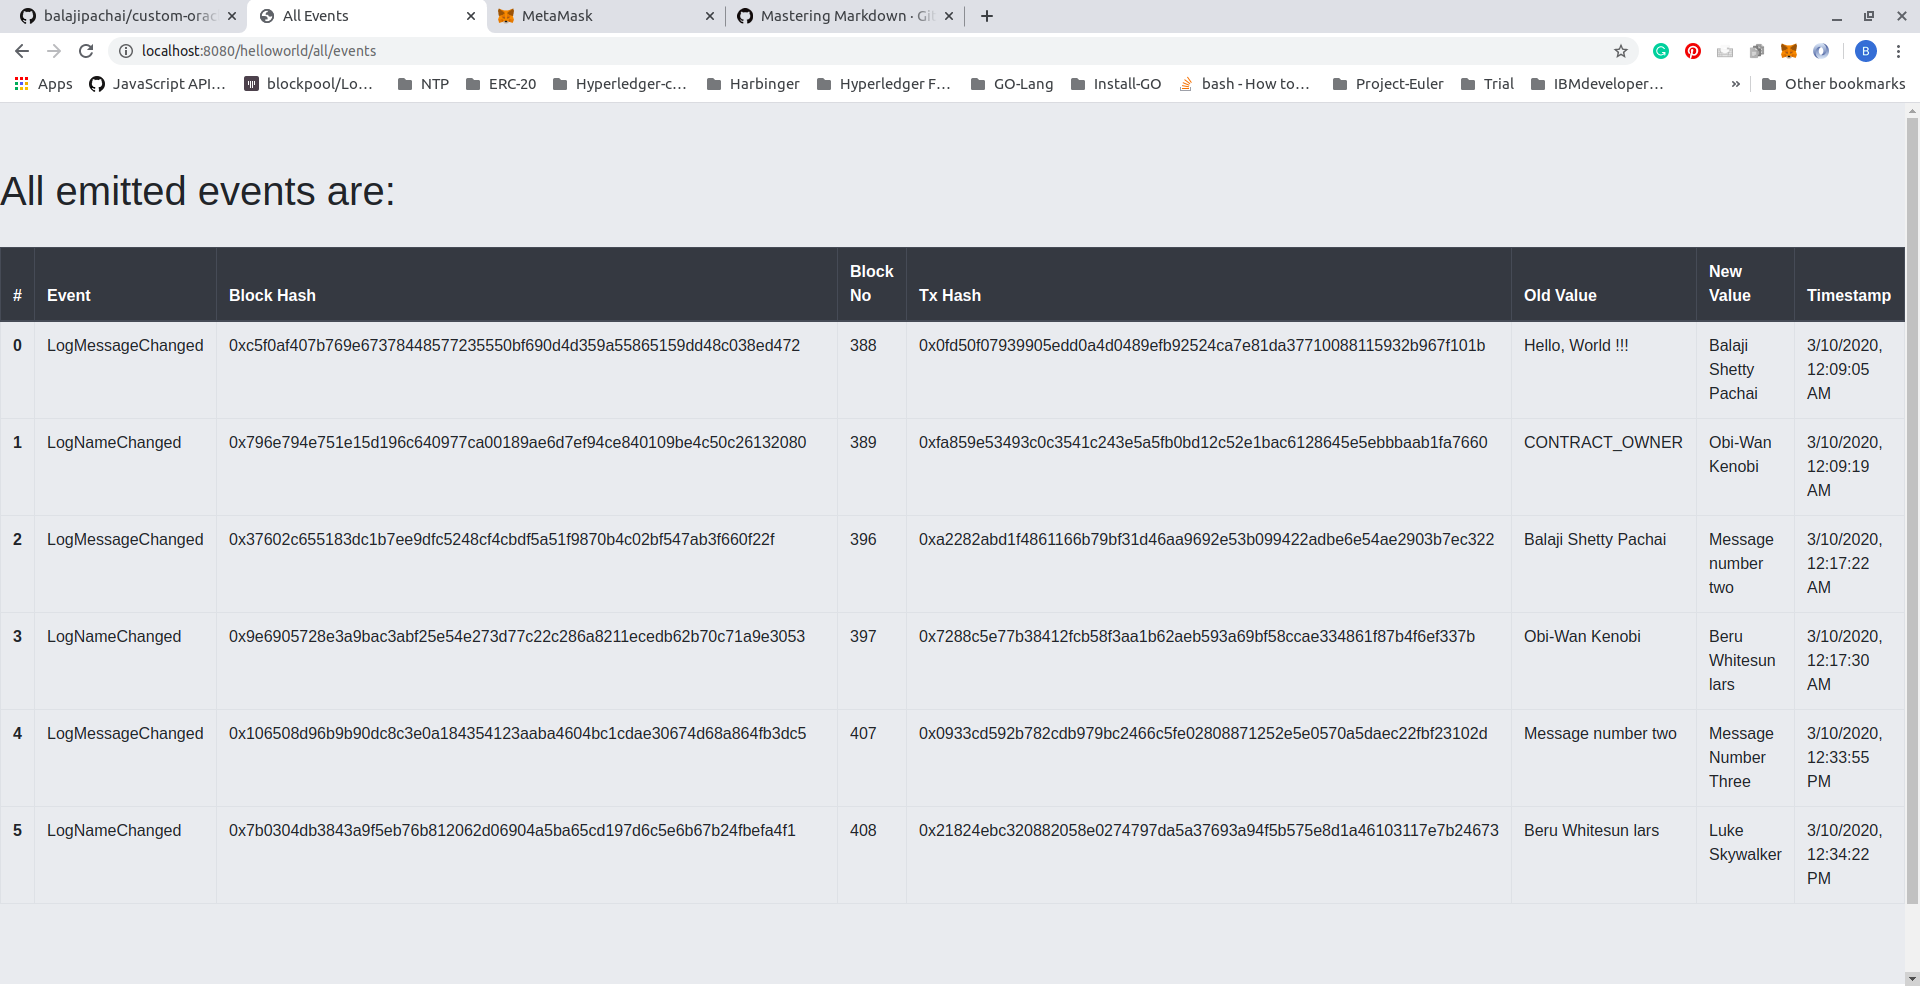 balajipachai/custom-orac
All Events
MetaMask
Mastering Markdown · Git
localhost:8080/helloworld/all/events
B
Apps
JavaScript API...
blockpool/Lo...
NTP
ERC-20
Hyperledger-c...
Harbinger
Hyperledger F...
GO-Lang
Install-GO
bash - How to...
Project-Euler
Trial
IBMdeveloper...
»
Other bookmarks
All emitted events are:
# Event Block Hash Block No Tx Hash Old Value New Value Timestamp
0 LogMessageChanged 0xc5f0af407b769e67378448577235550bf690d4d359a55865159dd48c038ed472 388 0x0fd50f07939905edd0a4d0489efb92524ca7e81da37710088115932b967f101b Hello, World !!! Balaji
Shetty
Pachai
3/10/2020,
12:09:05
AM
1 LogNameChanged 0x796e794e751e15d196c640977ca00189ae6d7ef94ce840109be4c50c26132080 389 0xfa859e53493c0c3541c243e5a5fb0bd12c52e1bac6128645e5ebbbaab1fa7660 CONTRACT_OWNER Obi-Wan
Kenobi
3/10/2020,
12:09:19
AM
2 LogMessageChanged 0x37602c655183dc1b7ee9dfc5248cf4cbdf5a51f9870b4c02bf547ab3f660f22f 396 0xa2282abd1f4861166b79bf31d46aa9692e53b099422adbe6e54ae2903b7ec322 Balaji Shetty Pachai Message
number
two
3/10/2020,
12:17:22
AM
3 LogNameChanged 0x9e6905728e3a9bac3abf25e54e273d77c22c286a8211ecedb62b70c71a9e3053 397 0x7288c5e77b38412fcb58f3aa1b62aeb593a69bf58ccae334861f87b4f6ef337b Obi-Wan Kenobi Beru
Whitesun
lars
3/10/2020,
12:17:30
AM
4 LogMessageChanged 0x106508d96b9b90dc8c3e0a184354123aaba4604bc1cdae30674d68a864fb3dc5 407 0x0933cd592b782cdb979bc2466c5fe02808871252e5e0570a5daec22fbf23102d Message number two Message
Number
Three
3/10/2020,
12:33:55
PM
5 LogNameChanged 0x7b0304db3843a9f5eb76b812062d06904a5ba65cd197d6c5e6b67b24fbefa4f1 408 0x21824ebc320882058e0274797da5a37693a94f5b575e8d1a46103117e7b24673 Beru Whitesun lars Luke
Skywalker
3/10/2020,
12:34:22
PM